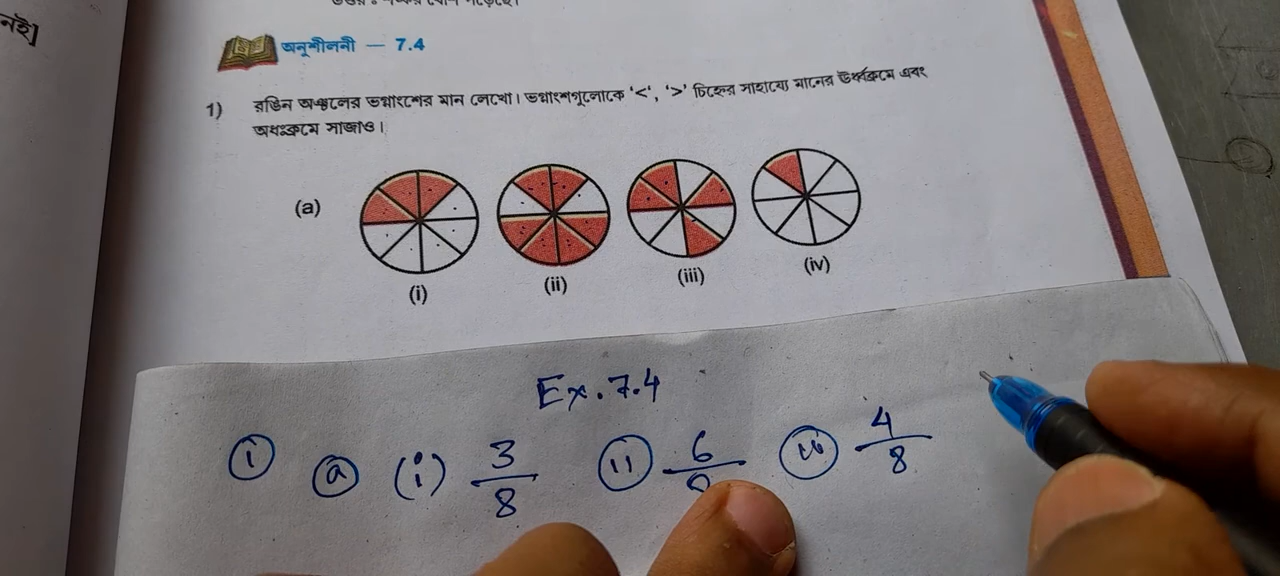 নেই]
অনুশীলনী — 7.4
1) রঙিন অঞ্চলের ভগ্নাংশের মান লেখো। ভগ্নাংশগুলোকে '<', '>' চিহ্নের সাহায্যে মানের ঊর্ধ্বক্রমে এবং
অধঃক্রমে সাজাও।
(a)
(i) (ii) (iii) (iv)
Ex. 7.4
1 a (i) 3/8 ii 6/8 iii 4/8